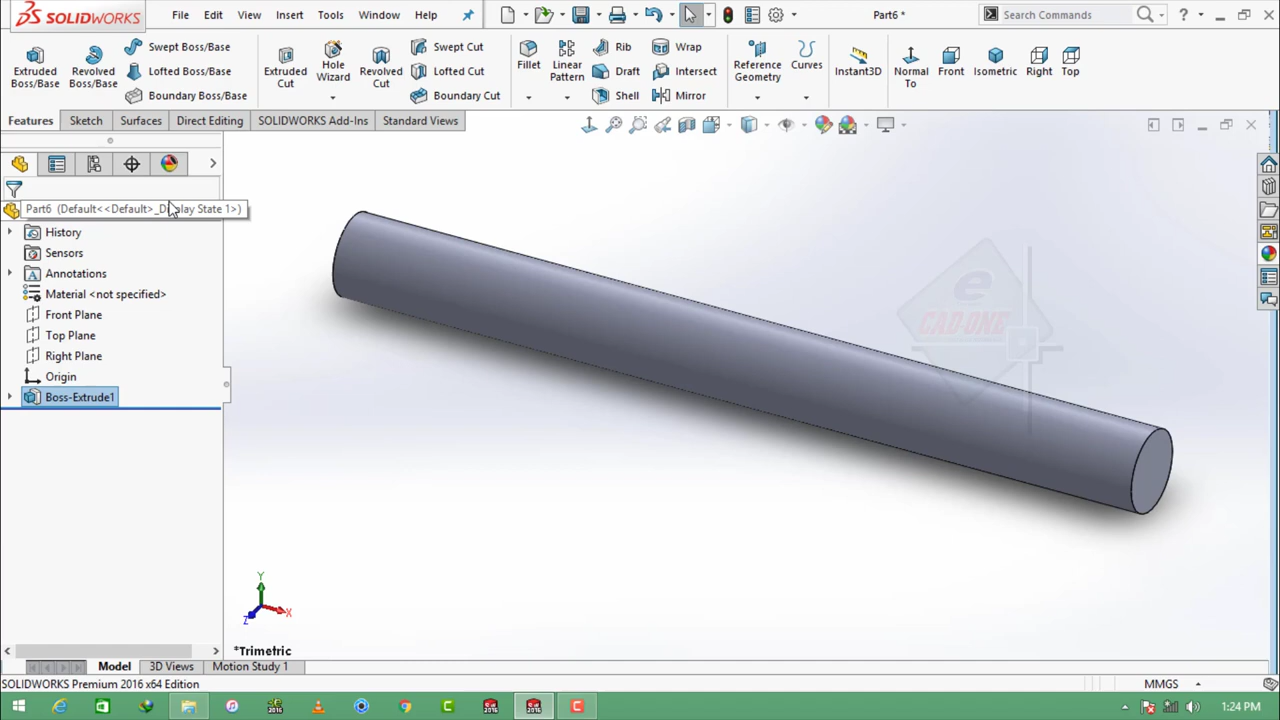 SOLIDWORKS
File Edit View Insert Tools Window Help
Part6 *
Search Commands
Extruded Boss/Base
Revolved Boss/Base
Swept Boss/Base
Lofted Boss/Base
Boundary Boss/Base
Extruded Cut
Hole Wizard
Revolved Cut
Swept Cut
Lofted Cut
Boundary Cut
Fillet
Linear Pattern
Rib
Draft
Shell
Wrap
Intersect
Mirror
Reference Geometry
Curves
Instant3D
Normal To
Front
Isometric
Right
Top
Features Sketch Surfaces Direct Editing SOLIDWORKS Add-Ins Standard Views
Part6 (Default<<Default>_Display State 1>)
History
Sensors
Annotations
Material <not specified>
Front Plane
Top Plane
Right Plane
Origin
Boss-Extrude1
e
CAD-ONE
Y
X
Z
*Trimetric
Model 3D Views Motion Study 1
SOLIDWORKS Premium 2016 x64 Edition
MMGS
1:24 PM